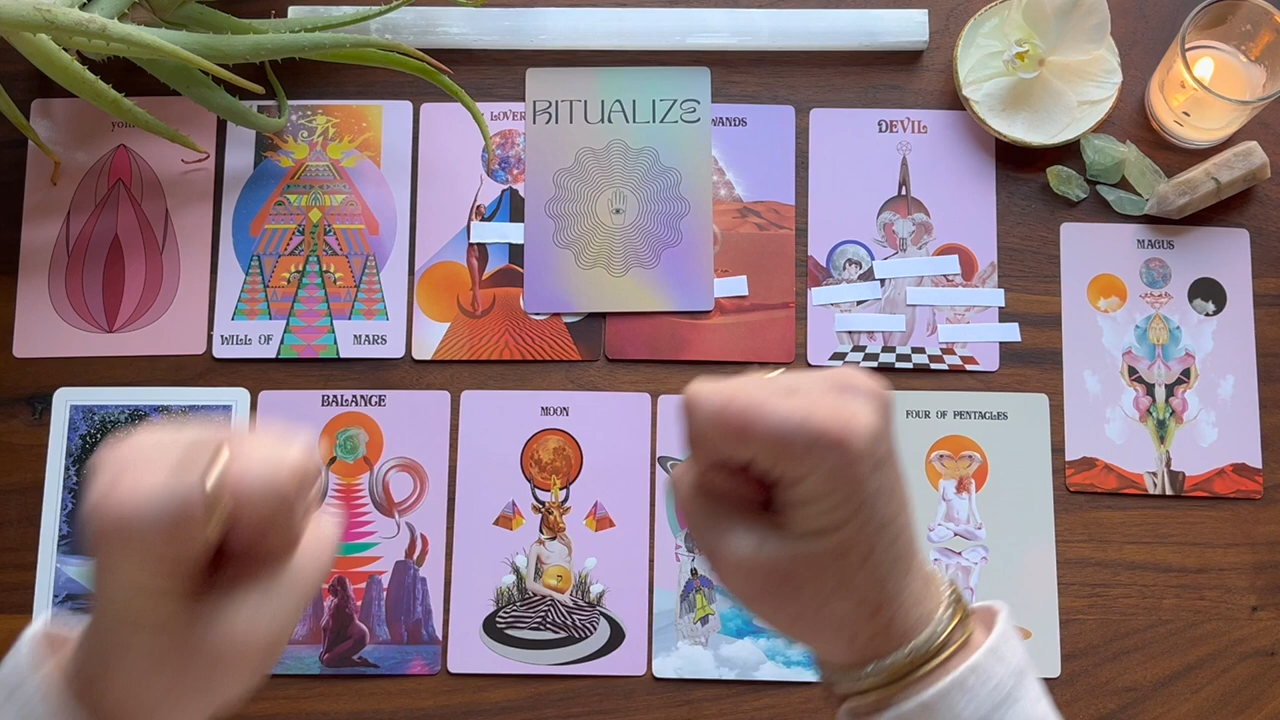 RITUALIZE
LOVER
WANDS
DEVIL
WILL OF MARS
MAGUS
BALANCE
MOON
FOUR OF PENTACLES